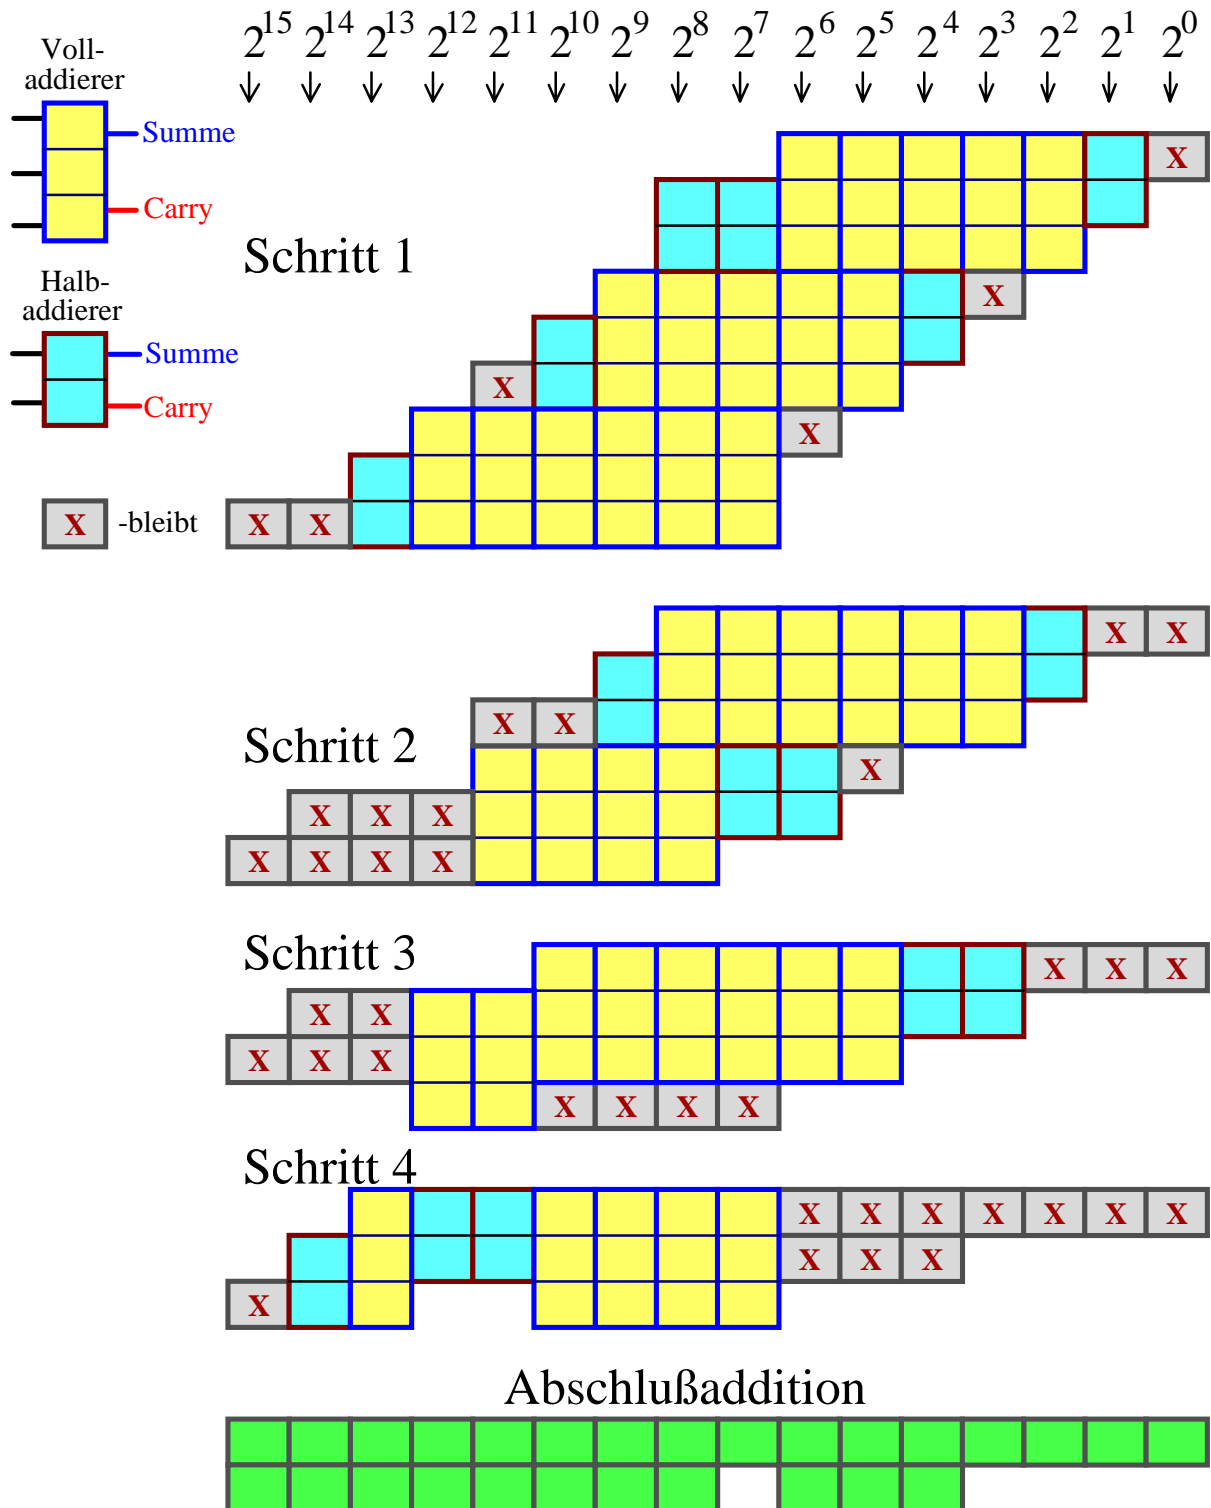 2^15 2^14 2^13 2^12 2^11 2^10 2^9 2^8 2^7 2^6 2^5 2^4 2^3 2^2 2^1 2^0
Voll-
addierer
Summe
Carry
Halb-
addierer
Summe
Carry
X -bleibt
Schritt 1
X
X
X
X
X X
Schritt 2
X X
X X
X
X X X
X X X X
Schritt 3
X X X
X X
X X X
X X X X
Schritt 4
X X X X X X X
X X X
X
Abschlußaddition